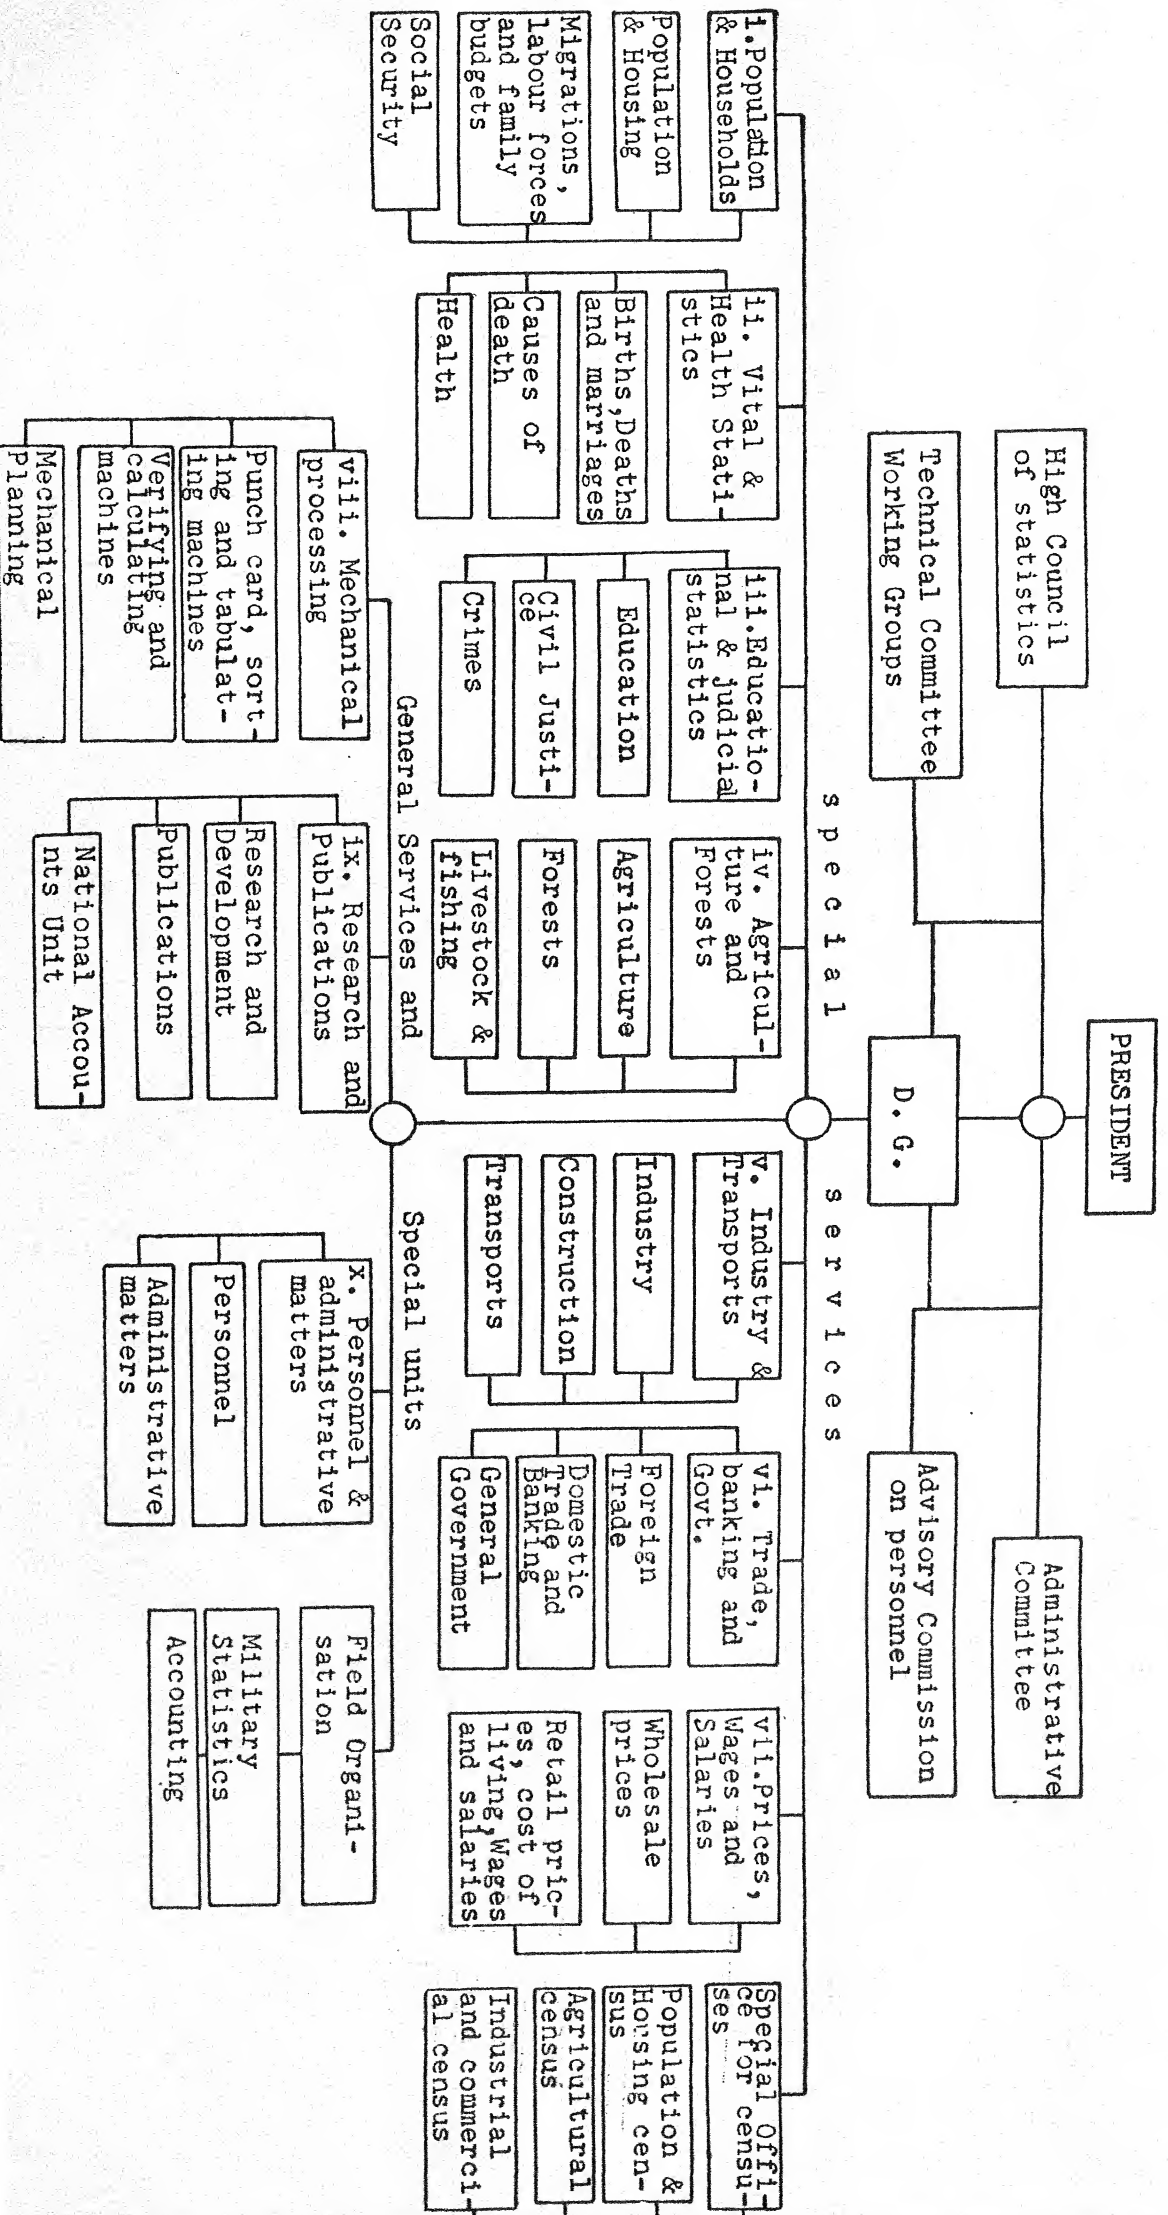 PRESIDENT
High Council
of statistics
Administrative
Committee
Technical Committee
Working Groups
D. G.
Advisory Commission
on personnel
special services
i.Population
& Households
Population
& Housing
Migrations,
labour forces
and family
budgets
Social
Security
ii. Vital &
Health Stati-
stics
Births,Deaths
and marriages
Causes of
death
Health
iii.Educatio-
nal & judicial
statistics
Education
Civil Justi-
ce
Crimes
iv. Agricul-
ture and
Forests
Agriculture
Forests
Livestock &
fishing
v. Industry &
Transports
Industry
Construction
Transports
vi. Trade,
banking and
Govt.
Foreign
Trade
Domestic
Trade and
Banking
General
Government
vii.Prices,
Wages and
Salaries
Wholesale
prices
Retail pric-
es, cost of
living,Wages
and salaries
Special Offi-
ce for censu-
ses
Population &
Housing cen-
sus
Agricultural
census
Industrial
and commerci-
al census
General Services and Special units
viii. Mechanical
processing
Punch card, sort-
ing and tabulat-
ing machines
Verifying and
calculating
machines
Mechanical
Planning
ix. Research and
Publications
Research and
Development
Publications
National Accou-
nts Unit
x. Personnel &
administrative
matters
Personnel
Administrative
matters
Field Organi-
sation
Military
Statistics
Accounting